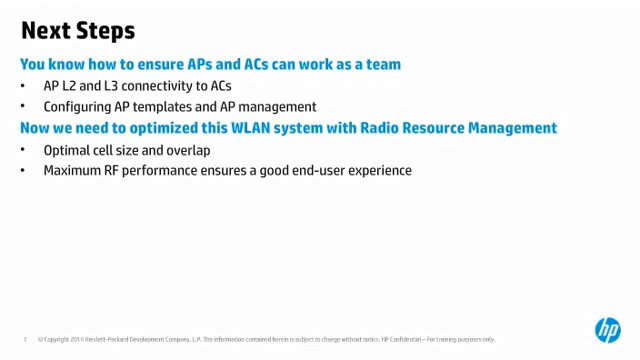 Next Steps
You know how to ensure APs and ACs can work as a team
• AP L2 and L3 connectivity to ACs
• Configuring AP templates and AP management
Now we need to optimized this WLAN system with Radio Resource Management
• Optimal cell size and overlap
• Maximum RF performance ensures a good end-user experience
hp
1 © Copyright 2014 Hewlett-Packard Development Company, L.P. The information contained herein is subject to change without notice. HP Confidential – For training purposes only.